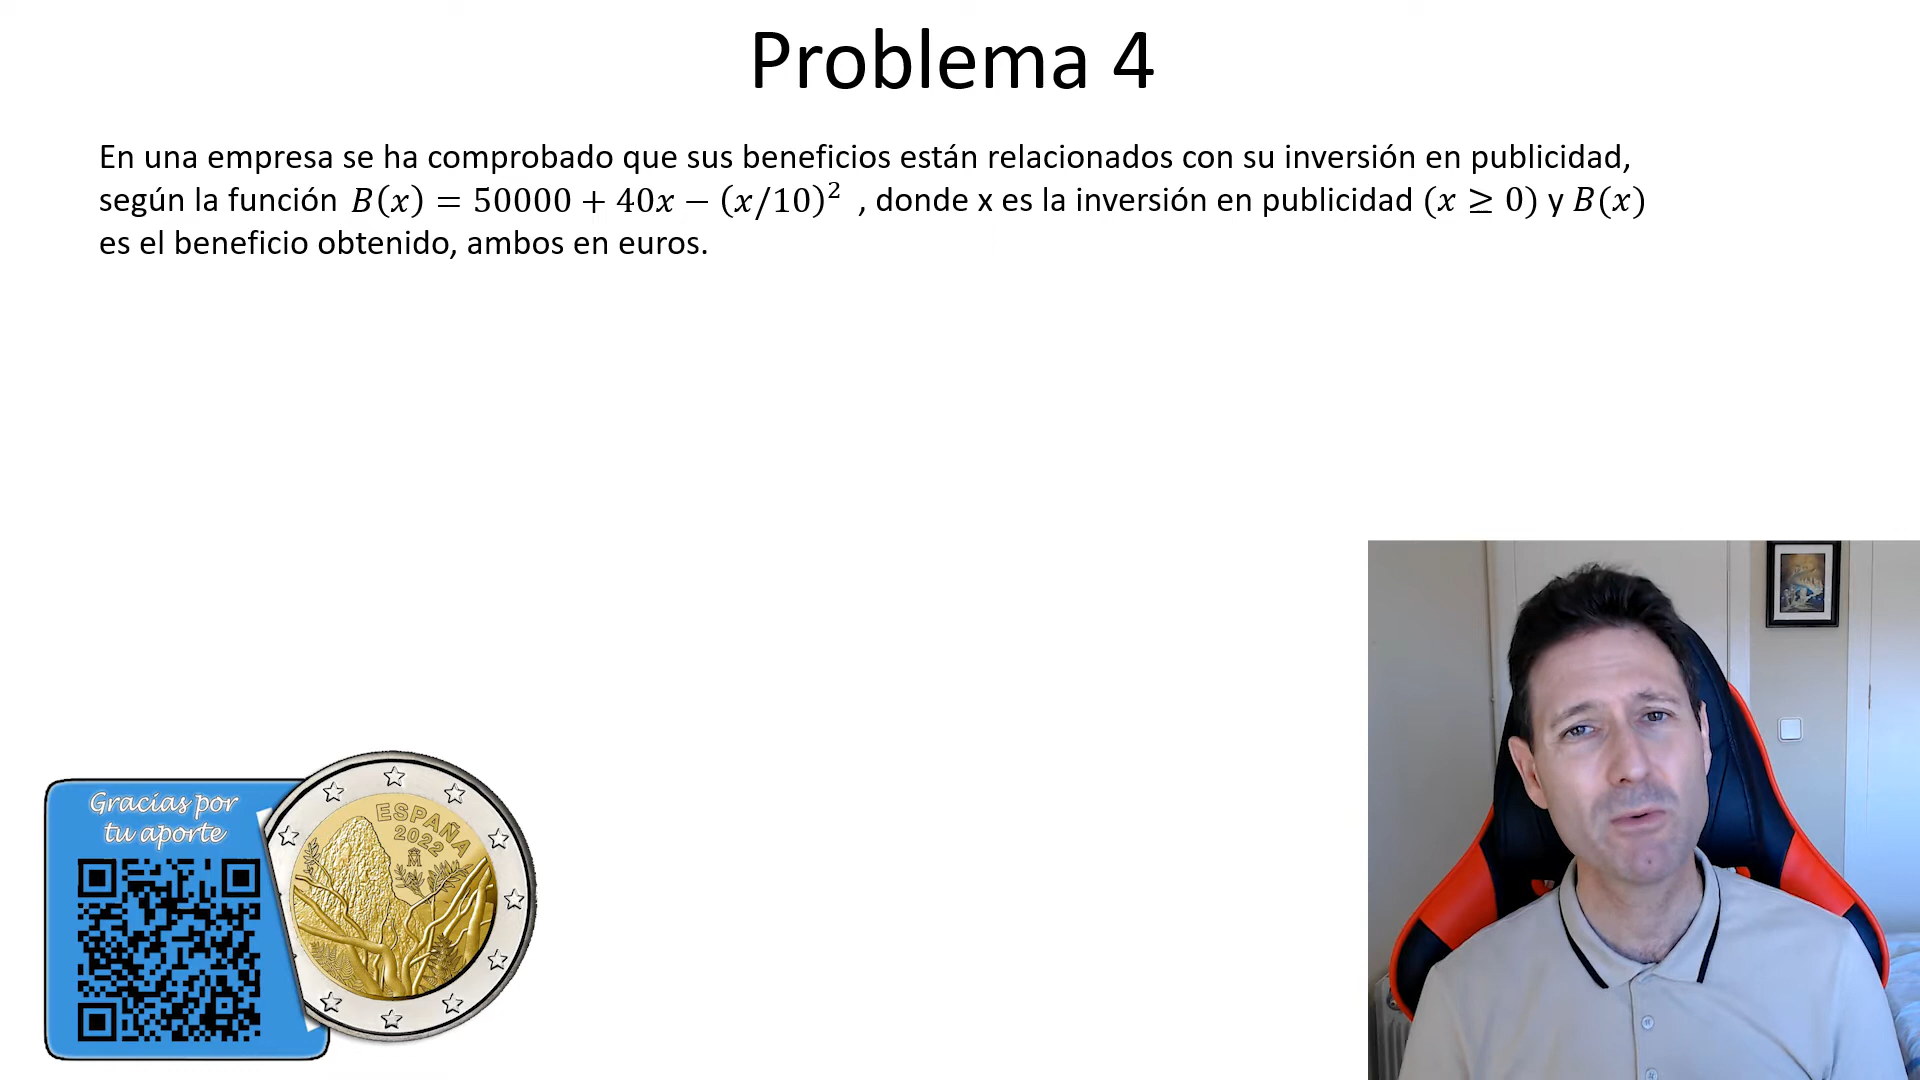 Problema 4
En una empresa se ha comprobado que sus beneficios están relacionados con su inversión en publicidad,
según la función B(x) = 50000 + 40x − (x/10)² , donde x es la inversión en publicidad (x ≥ 0) y B(x)
es el beneficio obtenido, ambos en euros.
Gracias por
tu aporte
ESPAÑA
2022